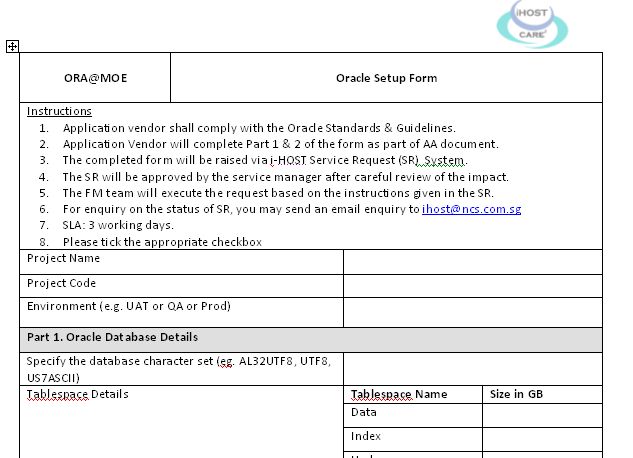 iHOST
CARE
ORA@MOE
Oracle Setup Form
Instructions
1. Application vendor shall comply with the Oracle Standards & Guidelines.
2. Application Vendor will complete Part 1 & 2 of the form as part of AA document.
3. The completed form will be raised via i-HOST Service Request (SR) System.
4. The SR will be approved by the service manager after careful review of the impact.
5. The FM team will execute the request based on the instructions given in the SR.
6. For enquiry on the status of SR, you may send an email enquiry to ihost@ncs.com.sg
7. SLA: 3 working days.
8. Please tick the appropriate checkbox
Project Name
Project Code
Environment (e.g. UAT or QA or Prod)
Part 1. Oracle Database Details
Specify the database character set (eg. AL32UTF8, UTF8,
US7ASCII)
Tablespace Details
Tablespace Name
Size in GB
Data
Index